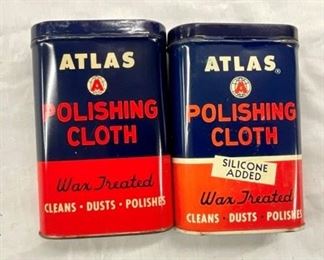 ATLAS
A
POLISHING
CLOTH
Wax Treated
CLEANS · DUSTS · POLISHES
ATLAS®
A
POLISHING
CLOTH
SILICONE
ADDED
Wax Treated
CLEANS · DUSTS · POLISHES